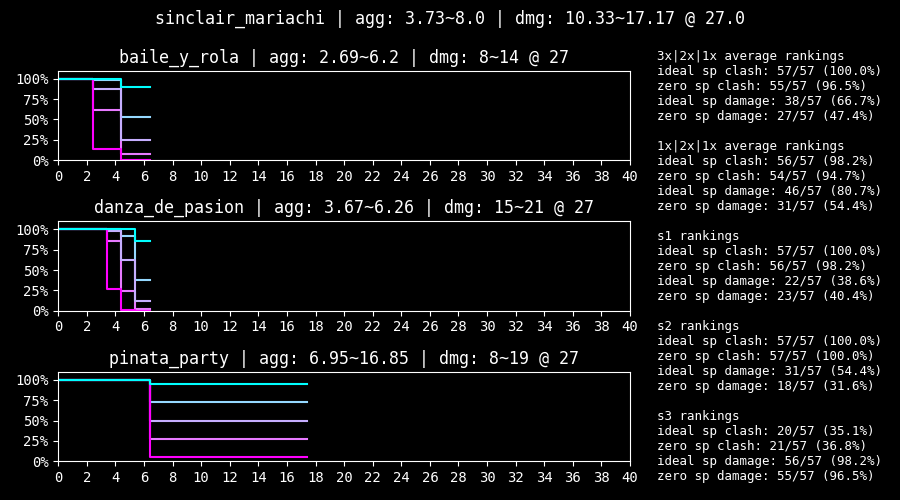 sinclair_mariachi | agg: 3.73~8.0 | dmg: 10.33~17.17 @ 27.0
baile_y_rola | agg: 2.69~6.2 | dmg: 8~14 @ 27
100%
75%
50%
25%
0%
0 2 4 6 8 10 12 14 16 18 20 22 24 26 28 30 32 34 36 38 40
danza_de_pasion | agg: 3.67~6.26 | dmg: 15~21 @ 27
100%
75%
50%
25%
0%
0 2 4 6 8 10 12 14 16 18 20 22 24 26 28 30 32 34 36 38 40
pinata_party | agg: 6.95~16.85 | dmg: 8~19 @ 27
100%
75%
50%
25%
0%
0 2 4 6 8 10 12 14 16 18 20 22 24 26 28 30 32 34 36 38 40
3x|2x|1x average rankings
ideal sp clash: 57/57 (100.0%)
zero sp clash: 55/57 (96.5%)
ideal sp damage: 38/57 (66.7%)
zero sp damage: 27/57 (47.4%)
1x|2x|1x average rankings
ideal sp clash: 56/57 (98.2%)
zero sp clash: 54/57 (94.7%)
ideal sp damage: 46/57 (80.7%)
zero sp damage: 31/57 (54.4%)
s1 rankings
ideal sp clash: 57/57 (100.0%)
zero sp clash: 56/57 (98.2%)
ideal sp damage: 22/57 (38.6%)
zero sp damage: 23/57 (40.4%)
s2 rankings
ideal sp clash: 57/57 (100.0%)
zero sp clash: 57/57 (100.0%)
ideal sp damage: 31/57 (54.4%)
zero sp damage: 18/57 (31.6%)
s3 rankings
ideal sp clash: 20/57 (35.1%)
zero sp clash: 21/57 (36.8%)
ideal sp damage: 56/57 (98.2%)
zero sp damage: 55/57 (96.5%)